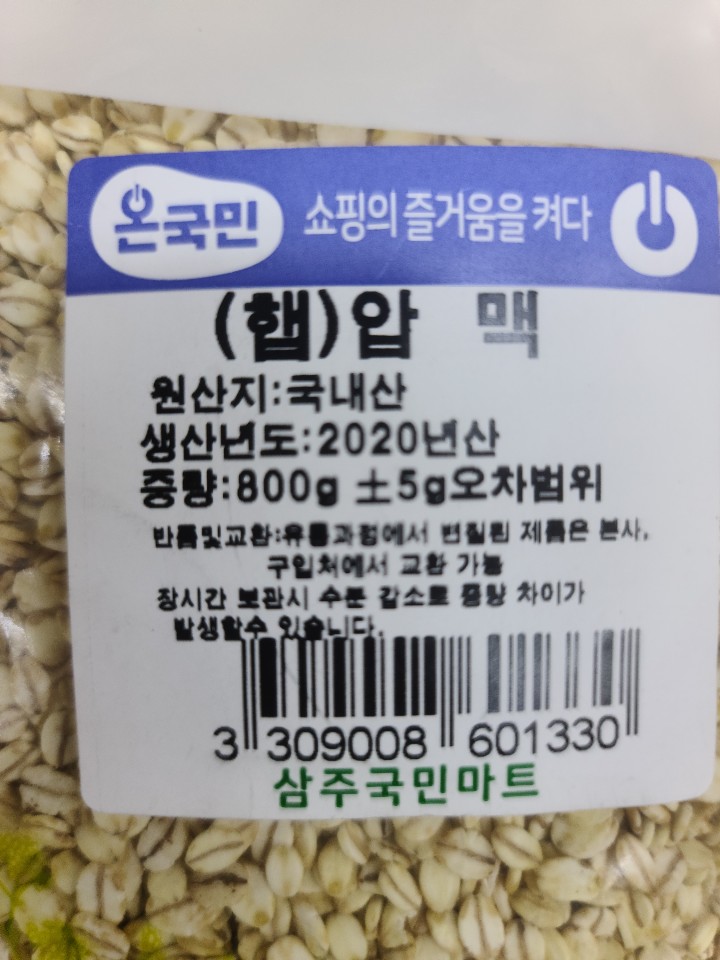 온국민 쇼핑의 즐거움을 켜다
(햅)압 맥
원산지:국내산
생산년도:2020년산
중량:800g ±5g오차범위
반품및교환:유통과정에서 변질된 제품은 본사,
구입처에서 교환 가능
장시간 보관시 수분 감소로 중량 차이가
발생할수 있습니다.
3 309008 601330
삼주국민마트